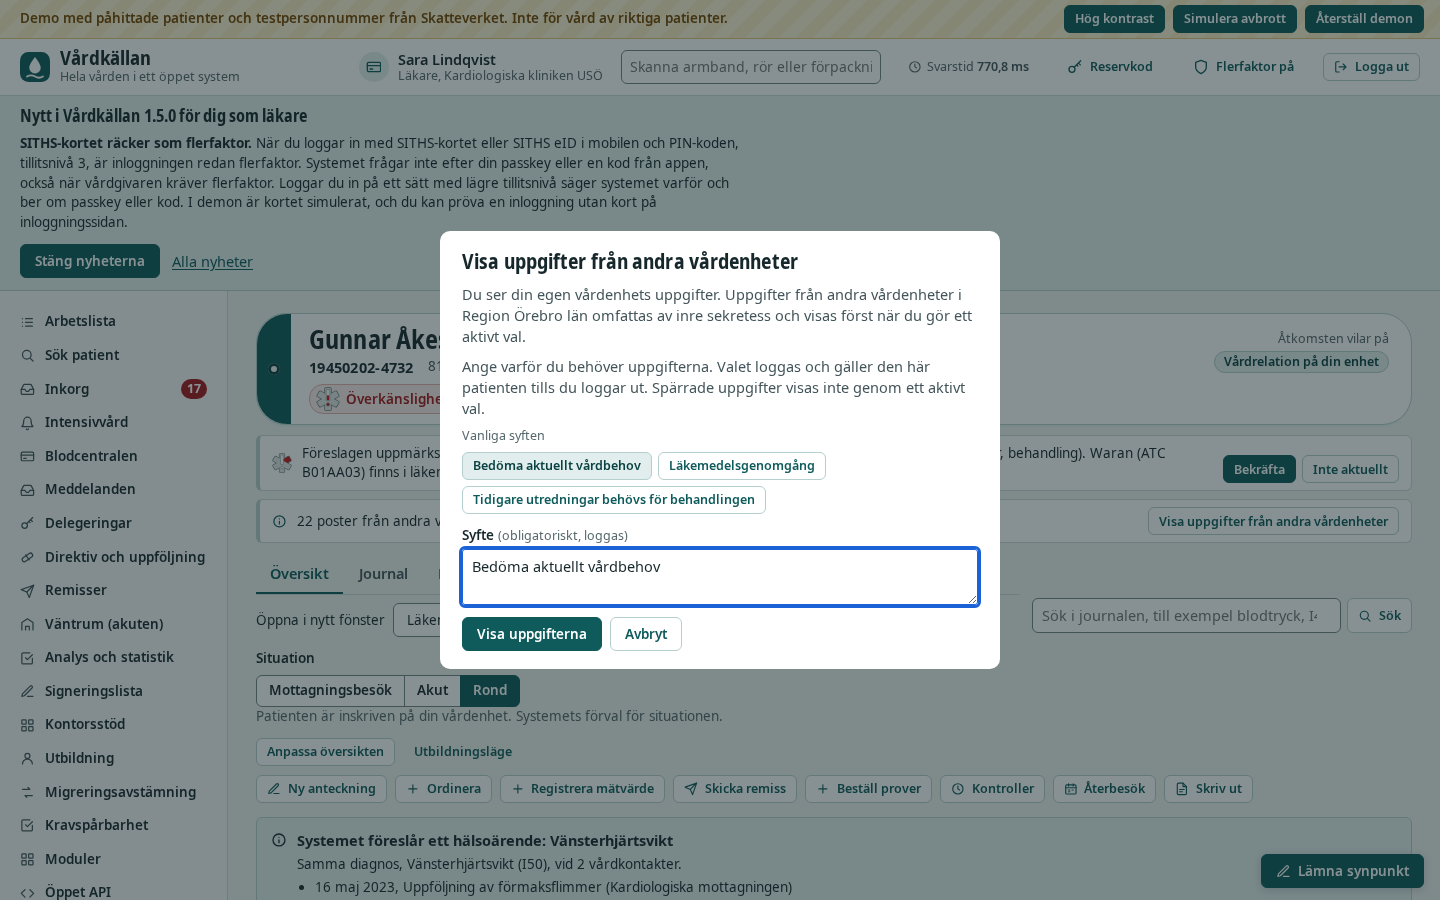 Demo med påhittade patienter och testpersonnummer från Skatteverket. Inte för vård av riktiga patienter.
Hög kontrast
Simulera avbrott
Återställ demon
Vårdkällan
Hela vården i ett öppet system
Sara Lindqvist
Läkare, Kardiologiska kliniken USÖ
Skanna armband, rör eller förpackni
Svarstid 770,8 ms
Reservkod
Flerfaktor på
Logga ut
Nytt i Vårdkällan 1.5.0 för dig som läkare
SITHS-kortet räcker som flerfaktor. När du loggar in med SITHS-kortet eller SITHS eID i mobilen och PIN-koden,
tillitsnivå 3, är inloggningen redan flerfaktor. Systemet frågar inte efter din passkey eller en kod från appen,
också när vårdgivaren kräver flerfaktor. Loggar du in på ett sätt med lägre tillitsnivå säger systemet varför och
ber om passkey eller kod. I demon är kortet simulerat, och du kan pröva en inloggning utan kort på
inloggningssidan.
Stäng nyheterna
Alla nyheter
Arbetslista
Sök patient
Inkorg
17
Intensivvård
Blodcentralen
Meddelanden
Delegeringar
Direktiv och uppföljning
Remisser
Väntrum (akuten)
Analys och statistik
Signeringslista
Kontorsstöd
Utbildning
Migreringsavstämning
Kravspårbarhet
Moduler
Öppet API
Gunnar Åkes
19450202-4732
81
Överkänslighe
Åtkomsten vilar på
Vårdrelation på din enhet
Föreslagen uppmärks
, behandling). Waran (ATC
B01AA03) finns i läker
Bekräfta
Inte aktuellt
22 poster från andra v
Visa uppgifter från andra vårdenheter
Översikt
Journal
Öppna i nytt fönster
Läker
Sök i journalen, till exempel blodtryck, I
Sök
Situation
Mottagningsbesök
Akut
Rond
Patienten är inskriven på din vårdenhet. Systemets förval för situationen.
Anpassa översikten
Utbildningsläge
Ny anteckning
Ordinera
Registrera mätvärde
Skicka remiss
Beställ prover
Kontroller
Återbesök
Skriv ut
Systemet föreslår ett hälsoärende: Vänsterhjärtsvikt
Samma diagnos, Vänsterhjärtsvikt (I50), vid 2 vårdkontakter.
• 16 maj 2023, Uppföljning av förmaksflimmer (Kardiologiska mottagningen)
Lämna synpunkt
Visa uppgifter från andra vårdenheter
Du ser din egen vårdenhets uppgifter. Uppgifter från andra vårdenheter i
Region Örebro län omfattas av inre sekretess och visas först när du gör ett
aktivt val.
Ange varför du behöver uppgifterna. Valet loggas och gäller den här
patienten tills du loggar ut. Spärrade uppgifter visas inte genom ett aktivt
val.
Vanliga syften
Bedöma aktuellt vårdbehov
Läkemedelsgenomgång
Tidigare utredningar behövs för behandlingen
Syfte (obligatoriskt, loggas)
Bedöma aktuellt vårdbehov
Visa uppgifterna
Avbryt